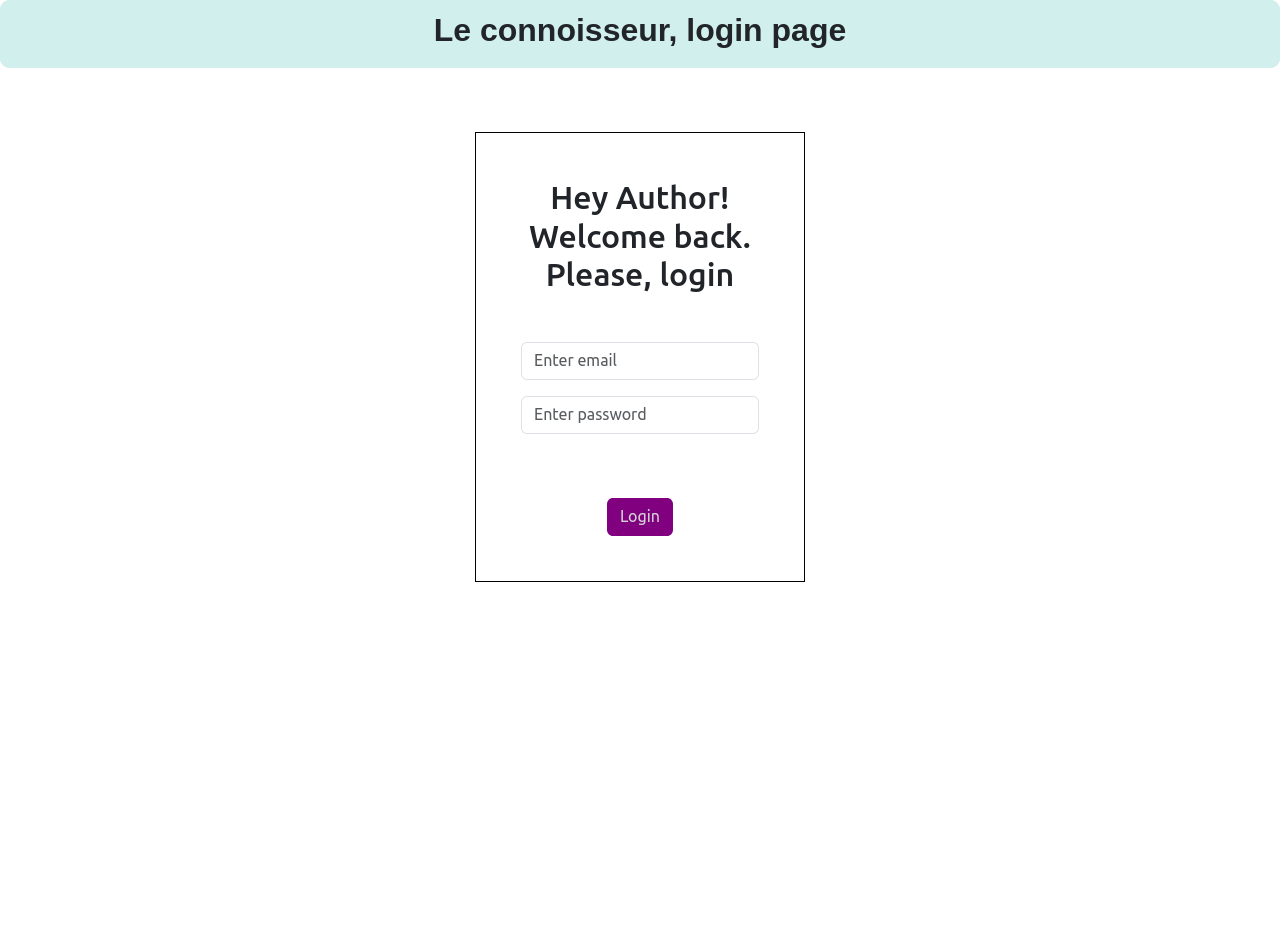 Le connoisseur, login page
Hey Author!
Welcome back.
Please, login
Enter email
Enter password
Login